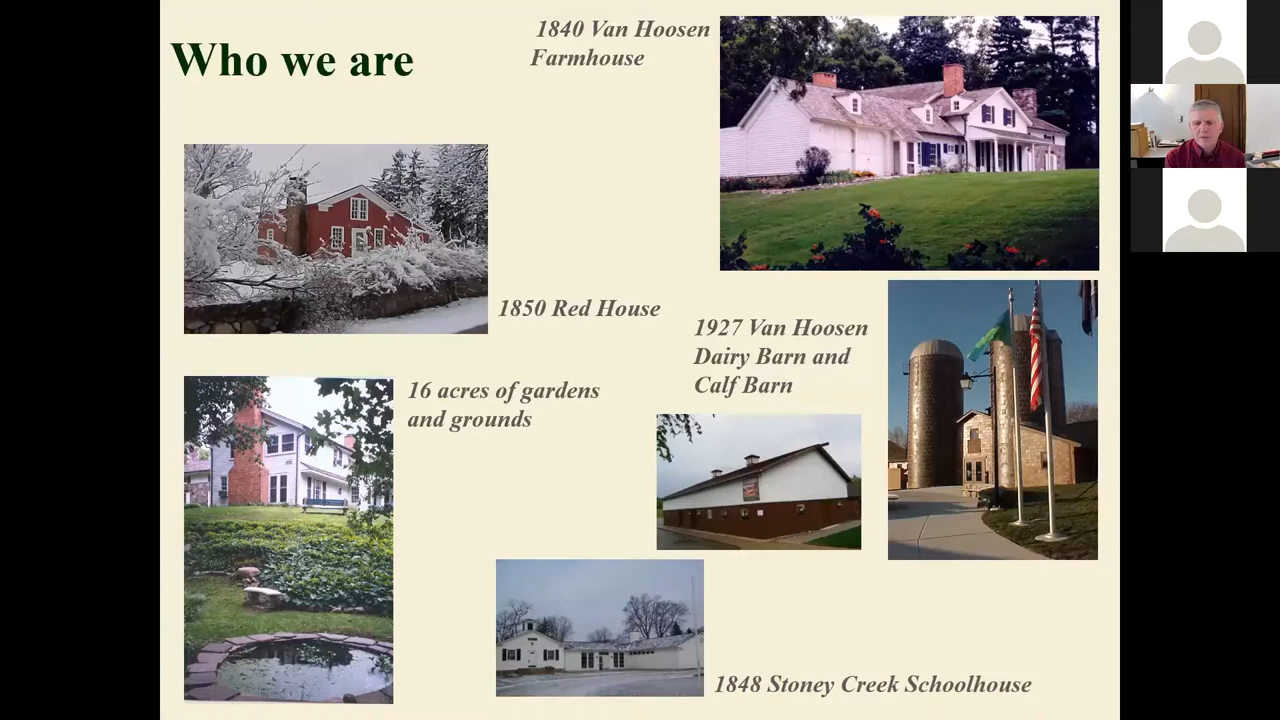 Who we are
1840 Van Hoosen
Farmhouse
1850 Red House
1927 Van Hoosen
Dairy Barn and
Calf Barn
16 acres of gardens
and grounds
1848 Stoney Creek Schoolhouse